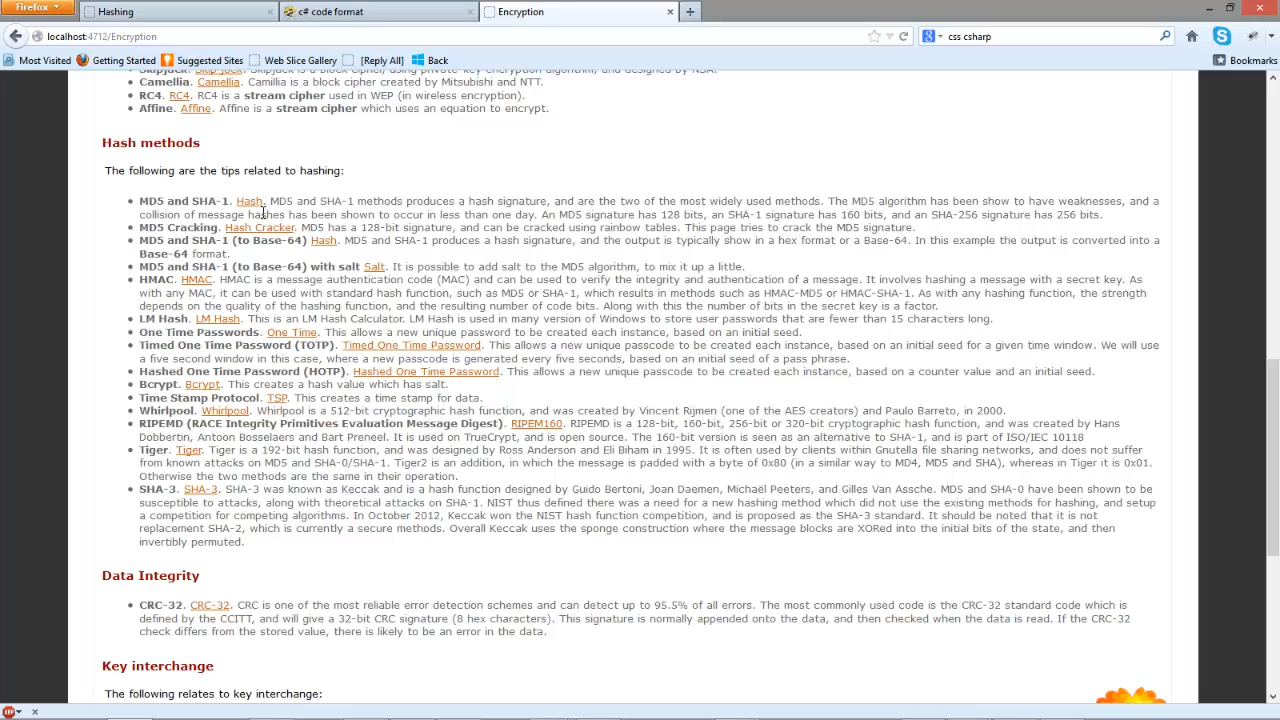 Firefox
Hashing
c# code format
Encryption
localhost:4712/Encryption
css csharp
Most Visited
Getting Started
Suggested Sites
Web Slice Gallery
[Reply All]
Back
Bookmarks
Skipjack. Skip jack. Skipjack is a block cipher, using private-key encryption algorithm, and designed by NSA.
Camellia. Camellia. Camillia is a block cipher created by Mitsubishi and NTT.
RC4. RC4. RC4 is a stream cipher used in WEP (in wireless encryption).
Affine. Affine. Affine is a stream cipher which uses an equation to encrypt.
Hash methods
The following are the tips related to hashing:
MD5 and SHA-1. Hash. MD5 and SHA-1 methods produces a hash signature, and are the two of the most widely used methods. The MD5 algorithm has been show to have weaknesses, and a
collision of message hashes has been shown to occur in less than one day. An MD5 signature has 128 bits, an SHA-1 signature has 160 bits, and an SHA-256 signature has 256 bits.
MD5 Cracking. Hash Cracker. MD5 has a 128-bit signature, and can be cracked using rainbow tables. This page tries to crack the MD5 signature.
MD5 and SHA-1 (to Base-64) Hash. MD5 and SHA-1 produces a hash signature, and the output is typically show in a hex format or a Base-64. In this example the output is converted into a
Base-64 format.
MD5 and SHA-1 (to Base-64) with salt Salt. It is possible to add salt to the MD5 algorithm, to mix it up a little.
HMAC. HMAC. HMAC is a message authentication code (MAC) and can be used to verify the integrity and authentication of a message. It involves hashing a message with a secret key. As
with any MAC, it can be used with standard hash function, such as MD5 or SHA-1, which results in methods such as HMAC-MD5 or HMAC-SHA-1. As with any hashing function, the strength
depends on the quality of the hashing function, and the resulting number of code bits. Along with this the number of bits in the secret key is a factor.
LM Hash. LM Hash. This is an LM Hash Calculator. LM Hash is used in many version of Windows to store user passwords that are fewer than 15 characters long.
One Time Passwords. One Time. This allows a new unique password to be created each instance, based on an initial seed.
Timed One Time Password (TOTP). Timed One Time Password. This allows a new unique passcode to be created each instance, based on an initial seed for a given time window. We will use
a five second window in this case, where a new passcode is generated every five seconds, based on an initial seed of a pass phrase.
Hashed One Time Password (HOTP). Hashed One Time Password. This allows a new unique passcode to be created each instance, based on a counter value and an initial seed.
Bcrypt. Bcrypt. This creates a hash value which has salt.
Time Stamp Protocol. TSP. This creates a time stamp for data.
Whirlpool. Whirlpool. Whirlpool is a 512-bit cryptographic hash function, and was created by Vincent Rijmen (one of the AES creators) and Paulo Barreto, in 2000.
RIPEMD (RACE Integrity Primitives Evaluation Message Digest). RIPEM160. RIPEMD is a 128-bit, 160-bit, 256-bit or 320-bit cryptographic hash function, and was created by Hans
Dobbertin, Antoon Bosselaers and Bart Preneel. It is used on TrueCrypt, and is open source. The 160-bit version is seen as an alternative to SHA-1, and is part of ISO/IEC 10118
Tiger. Tiger. Tiger is a 192-bit hash function, and was designed by Ross Anderson and Eli Biham in 1995. It is often used by clients within Gnutella file sharing networks, and does not suffer
from known attacks on MD5 and SHA-0/SHA-1. Tiger2 is an addition, in which the message is padded with a byte of 0x80 (in a similar way to MD4, MD5 and SHA), whereas in Tiger it is 0x01.
Otherwise the two methods are the same in their operation.
SHA-3. SHA-3. SHA-3 was known as Keccak and is a hash function designed by Guido Bertoni, Joan Daemen, Michaël Peeters, and Gilles Van Assche. MD5 and SHA-0 have been shown to be
susceptible to attacks, along with theoretical attacks on SHA-1. NIST thus defined there was a need for a new hashing method which did not use the existing methods for hashing, and setup
a competition for competing algorithms. In October 2012, Keccak won the NIST hash function competition, and is proposed as the SHA-3 standard. It should be noted that it is not
replacement SHA-2, which is currently a secure methods. Overall Keccak uses the sponge construction where the message blocks are XORed into the initial bits of the state, and then
invertibly permuted.
Data Integrity
CRC-32. CRC-32. CRC is one of the most reliable error detection schemes and can detect up to 95.5% of all errors. The most commonly used code is the CRC-32 standard code which is
defined by the CCITT, and will give a 32-bit CRC signature (8 hex characters). This signature is normally appended onto the data, and then checked when the data is read. If the CRC-32
check differs from the stored value, there is likely to be an error in the data.
Key interchange
The following relates to key interchange: